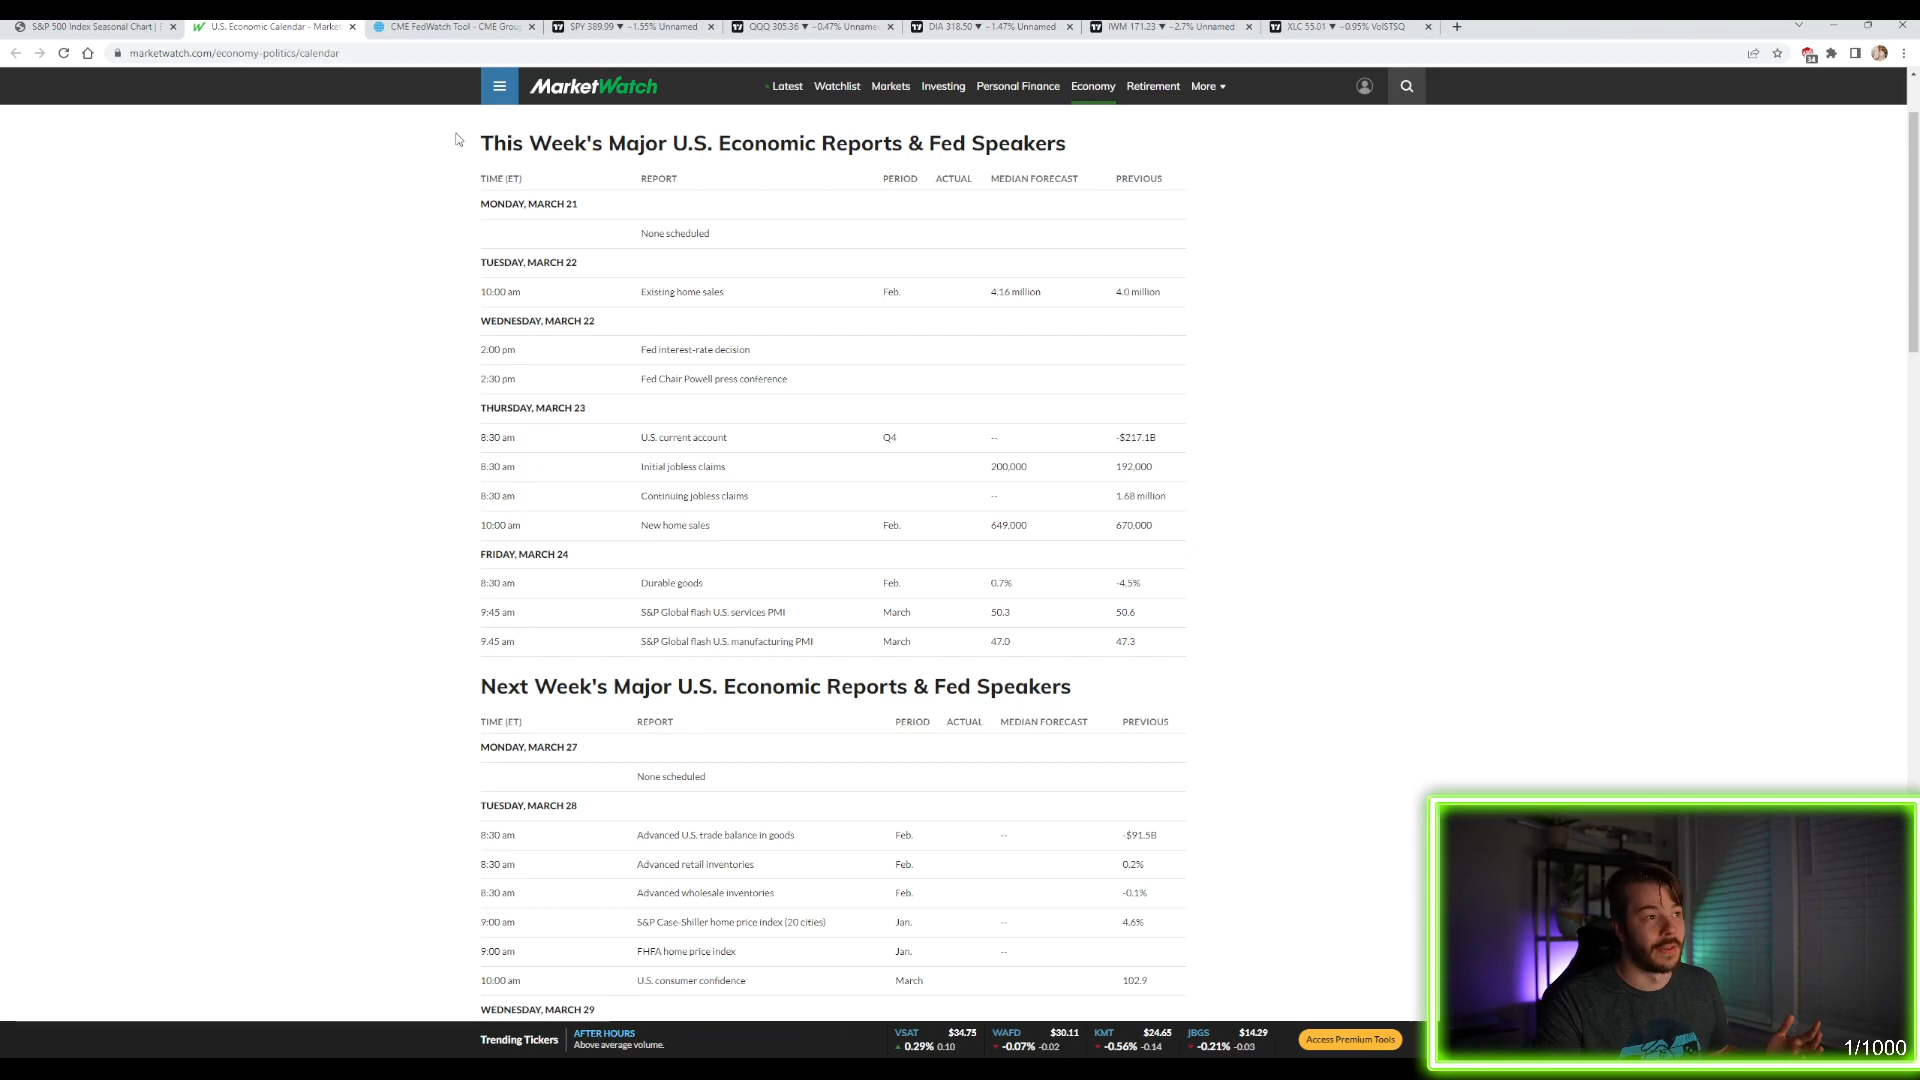 S&P 500 Index Seasonal Chart |
U.S. Economic Calendar - Market
CME FedWatch Tool - CME Group
SPY 389.99 ▼ −1.55% Unnamed
QQQ 305.36 ▼ −0.47% Unname
DIA 318.50 ▼ −1.47% Unnamed
IWM 171.23 ▼ −2.7% Unnamed
XLC 55.01 ▼ −0.95% VolSTSQ
marketwatch.com/economy-politics/calendar
34
MarketWatch
Latest Watchlist Markets Investing Personal Finance Economy Retirement More
This Week's Major U.S. Economic Reports & Fed Speakers
TIME (ET) REPORT PERIOD ACTUAL MEDIAN FORECAST PREVIOUS
MONDAY, MARCH 21
None scheduled
TUESDAY, MARCH 22
10:00 am Existing home sales Feb. 4.16 million 4.0 million
WEDNESDAY, MARCH 22
2:00 pm Fed interest-rate decision
2:30 pm Fed Chair Powell press conference
THURSDAY, MARCH 23
8:30 am U.S. current account Q4 -- -$217.1B
8:30 am Initial jobless claims 200,000 192,000
8:30 am Continuing jobless claims -- 1.68 million
10:00 am New home sales Feb. 649,000 670,000
FRIDAY, MARCH 24
8:30 am Durable goods Feb. 0.7% -4.5%
9:45 am S&P Global flash U.S. services PMI March 50.3 50.6
9.45 am S&P Global flash U.S. manufacturing PMI March 47.0 47.3
Next Week's Major U.S. Economic Reports & Fed Speakers
TIME (ET) REPORT PERIOD ACTUAL MEDIAN FORECAST PREVIOUS
MONDAY, MARCH 27
None scheduled
TUESDAY, MARCH 28
8:30 am Advanced U.S. trade balance in goods Feb. -- -$91.5B
8:30 am Advanced retail inventories Feb. 0.2%
8:30 am Advanced wholesale inventories Feb. -0.1%
9:00 am S&P Case-Shiller home price index (20 cities) Jan. -- 4.6%
9:00 am FHFA home price index Jan. --
10:00 am U.S. consumer confidence March 102.9
WEDNESDAY, MARCH 29
Trending Tickers
AFTER HOURS
Above average volume.
VSAT $34.75
0.29% 0.10
WAFD $30.11
-0.07% -0.02
KMT $24.65
-0.56% -0.14
JBGS $14.29
-0.21% -0.03
Access Premium Tools
1/1000